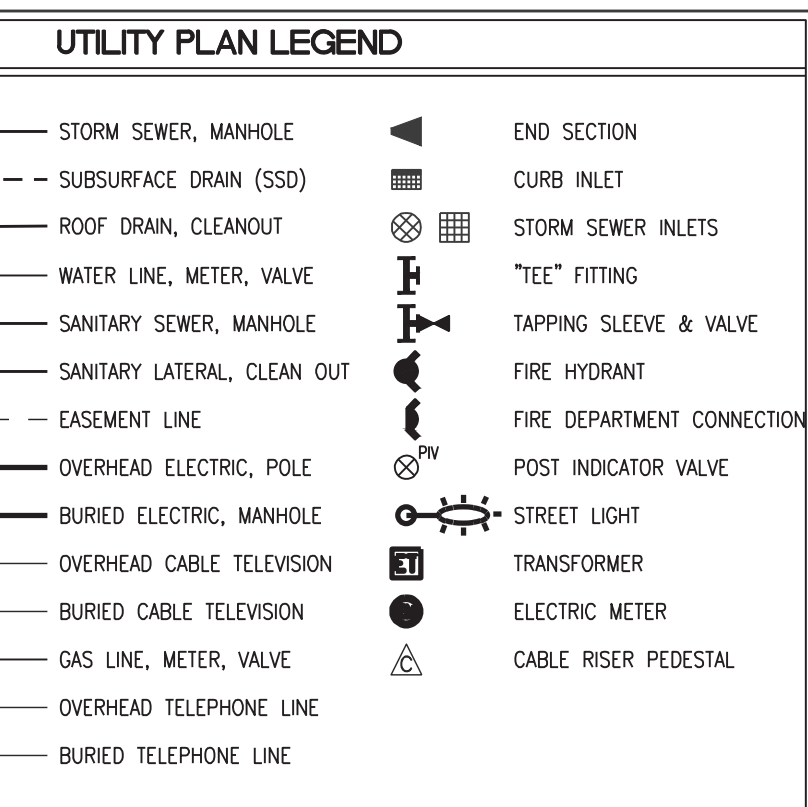 UTILITY PLAN LEGEND
STORM SEWER, MANHOLE
SUBSURFACE DRAIN (SSD)
ROOF DRAIN, CLEANOUT
WATER LINE, METER, VALVE
SANITARY SEWER, MANHOLE
SANITARY LATERAL, CLEAN OUT
EASEMENT LINE
OVERHEAD ELECTRIC, POLE
BURIED ELECTRIC, MANHOLE
OVERHEAD CABLE TELEVISION
BURIED CABLE TELEVISION
GAS LINE, METER, VALVE
OVERHEAD TELEPHONE LINE
BURIED TELEPHONE LINE
END SECTION
CURB INLET
STORM SEWER INLETS
"TEE" FITTING
TAPPING SLEEVE & VALVE
FIRE HYDRANT
FIRE DEPARTMENT CONNECTION
PIV
POST INDICATOR VALVE
STREET LIGHT
ET
TRANSFORMER
ELECTRIC METER
C
CABLE RISER PEDESTAL